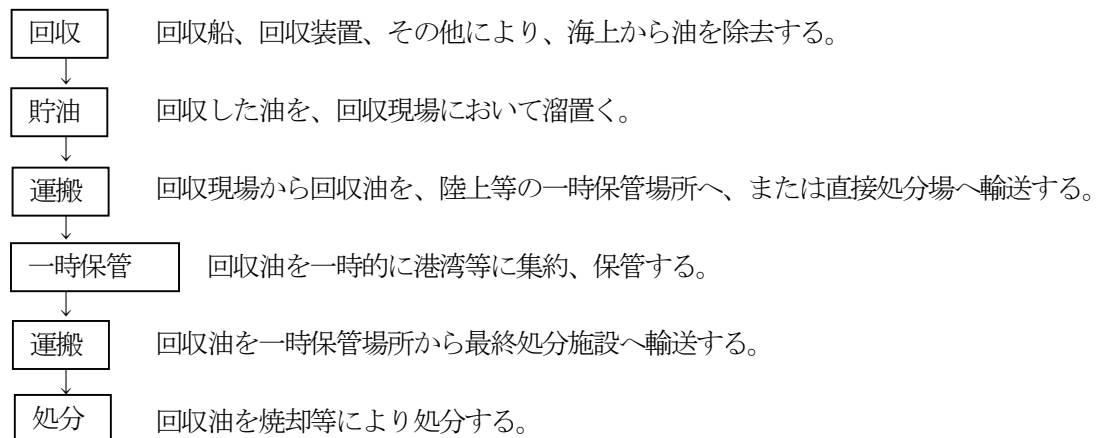 回収 回収船、回収装置、その他により、海上から油を除去する。
↓
貯油 回収した油を、回収現場において溜置く。
↓
運搬 回収現場から回収油を、陸上等の一時保管場所へ、または直接処分場へ輸送する。
↓
一時保管 回収油を一時的に港湾等に集約、保管する。
↓
運搬 回収油を一時保管場所から最終処分施設へ輸送する。
↓
処分 回収油を焼却等により処分する。